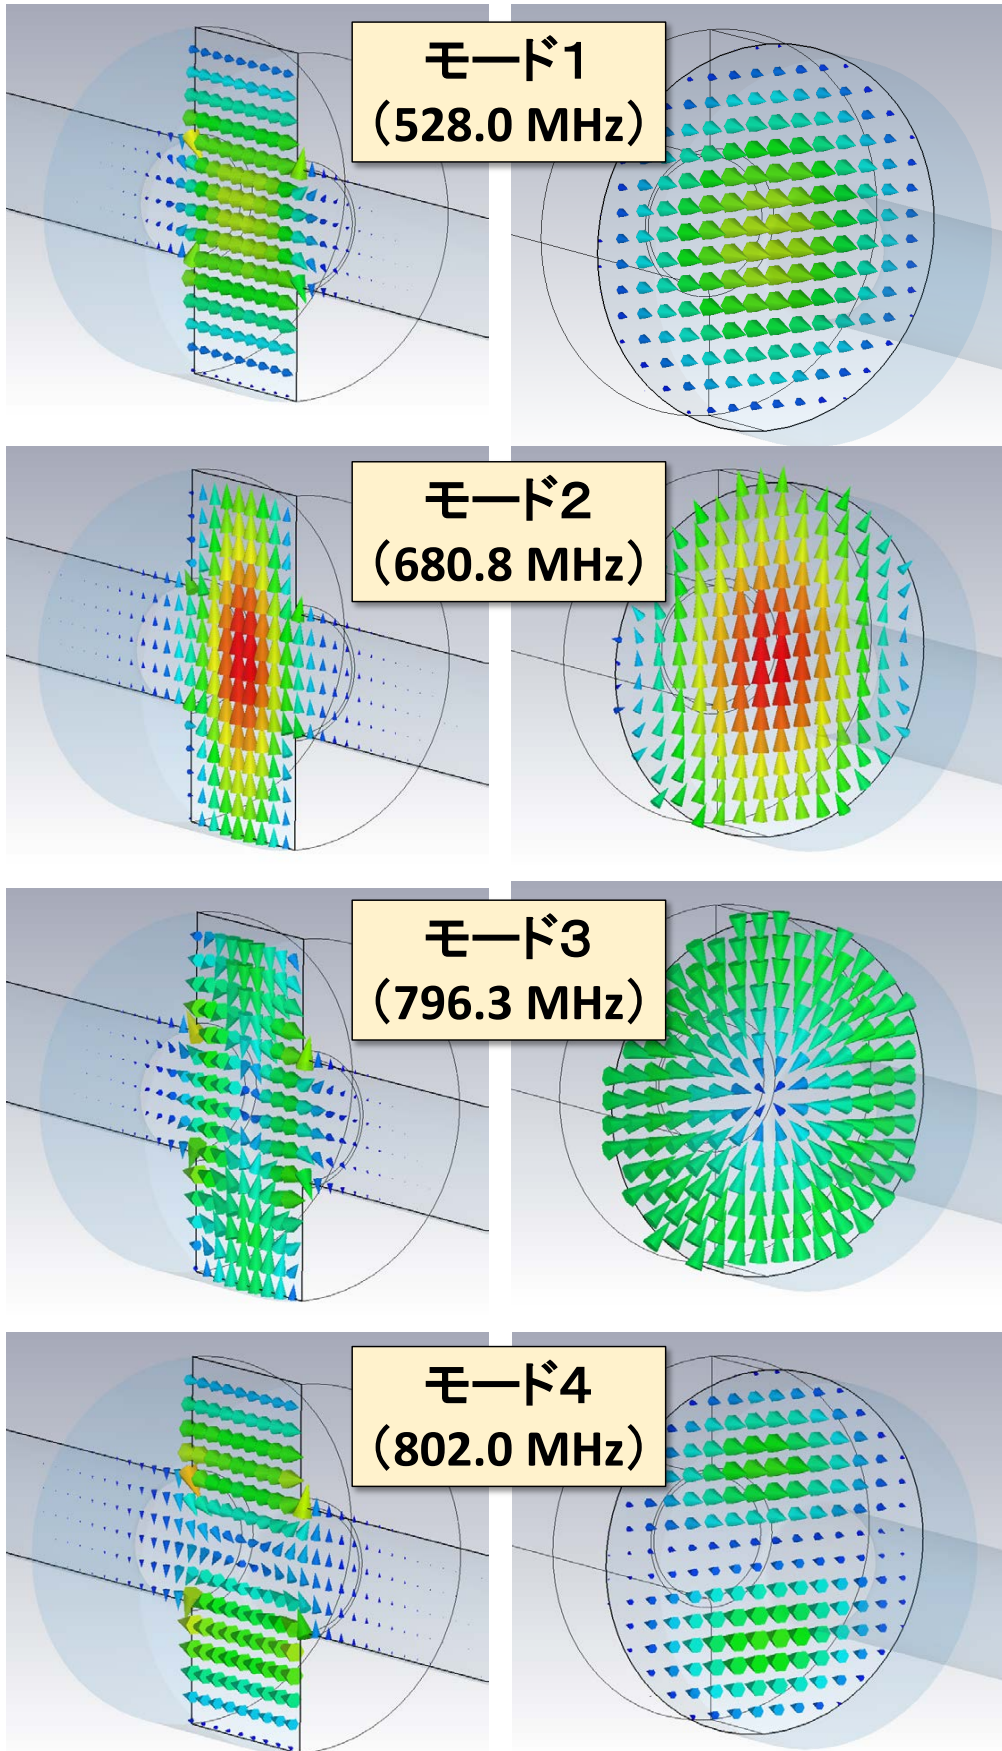 モード１
（528.0 MHz）
モード２
（680.8 MHz）
モード３
（796.3 MHz）
モード４
（802.0 MHz）